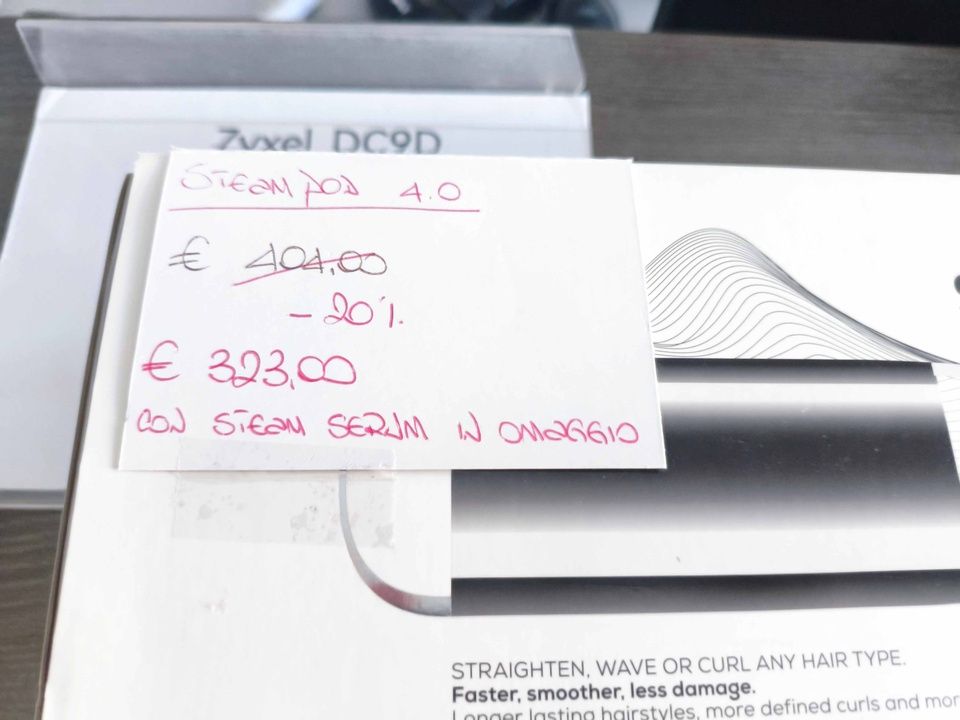 Zyxel DC9D
STEAM POD 4.0
€ 404,00
- 20%
€ 323,00
CON STEAM SERUM IN OMAGGIO
STRAIGHTEN, WAVE OR CURL ANY HAIR TYPE.
Faster, smoother, less damage.
Longer lasting hairstyles, more defined curls and